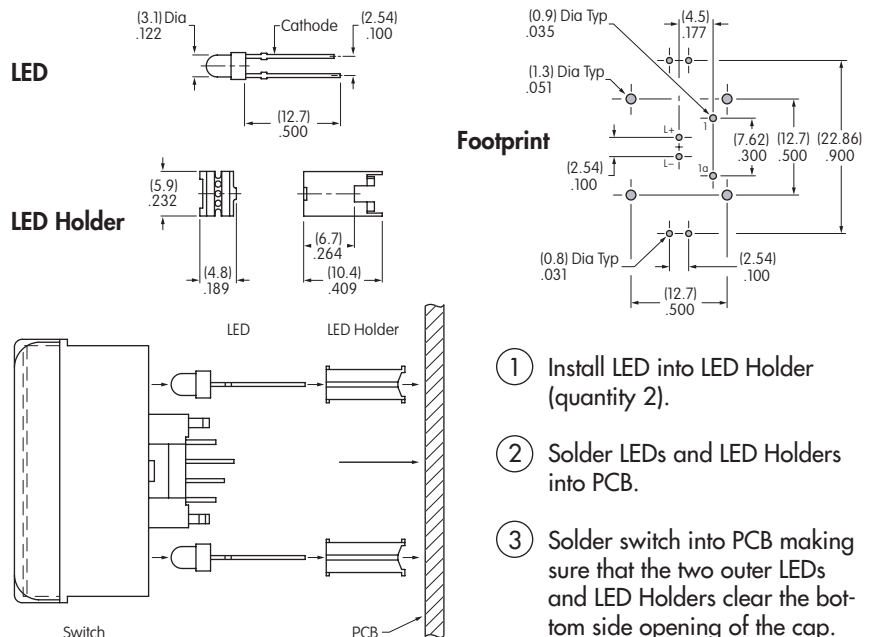 (3.1) Dia
.122
Cathode
(2.54)
.100
LED
(12.7)
.500
(5.9)
.232
LED Holder
(4.8)
.189
(6.7)
.264
(10.4)
.409
(0.9) Dia Typ
.035
(4.5)
.177
(1.3) Dia Typ
.051
Footprint
L+
L–
1
1a
(7.62)
.300
(12.7)
.500
(22.86)
.900
(2.54)
.100
(0.8) Dia Typ
.031
(2.54)
.100
(12.7)
.500
LED
LED Holder
Switch
PCB
1 Install LED into LED Holder
(quantity 2).
2 Solder LEDs and LED Holders
into PCB.
3 Solder switch into PCB making
sure that the two outer LEDs
and LED Holders clear the bot-
tom side opening of the cap.